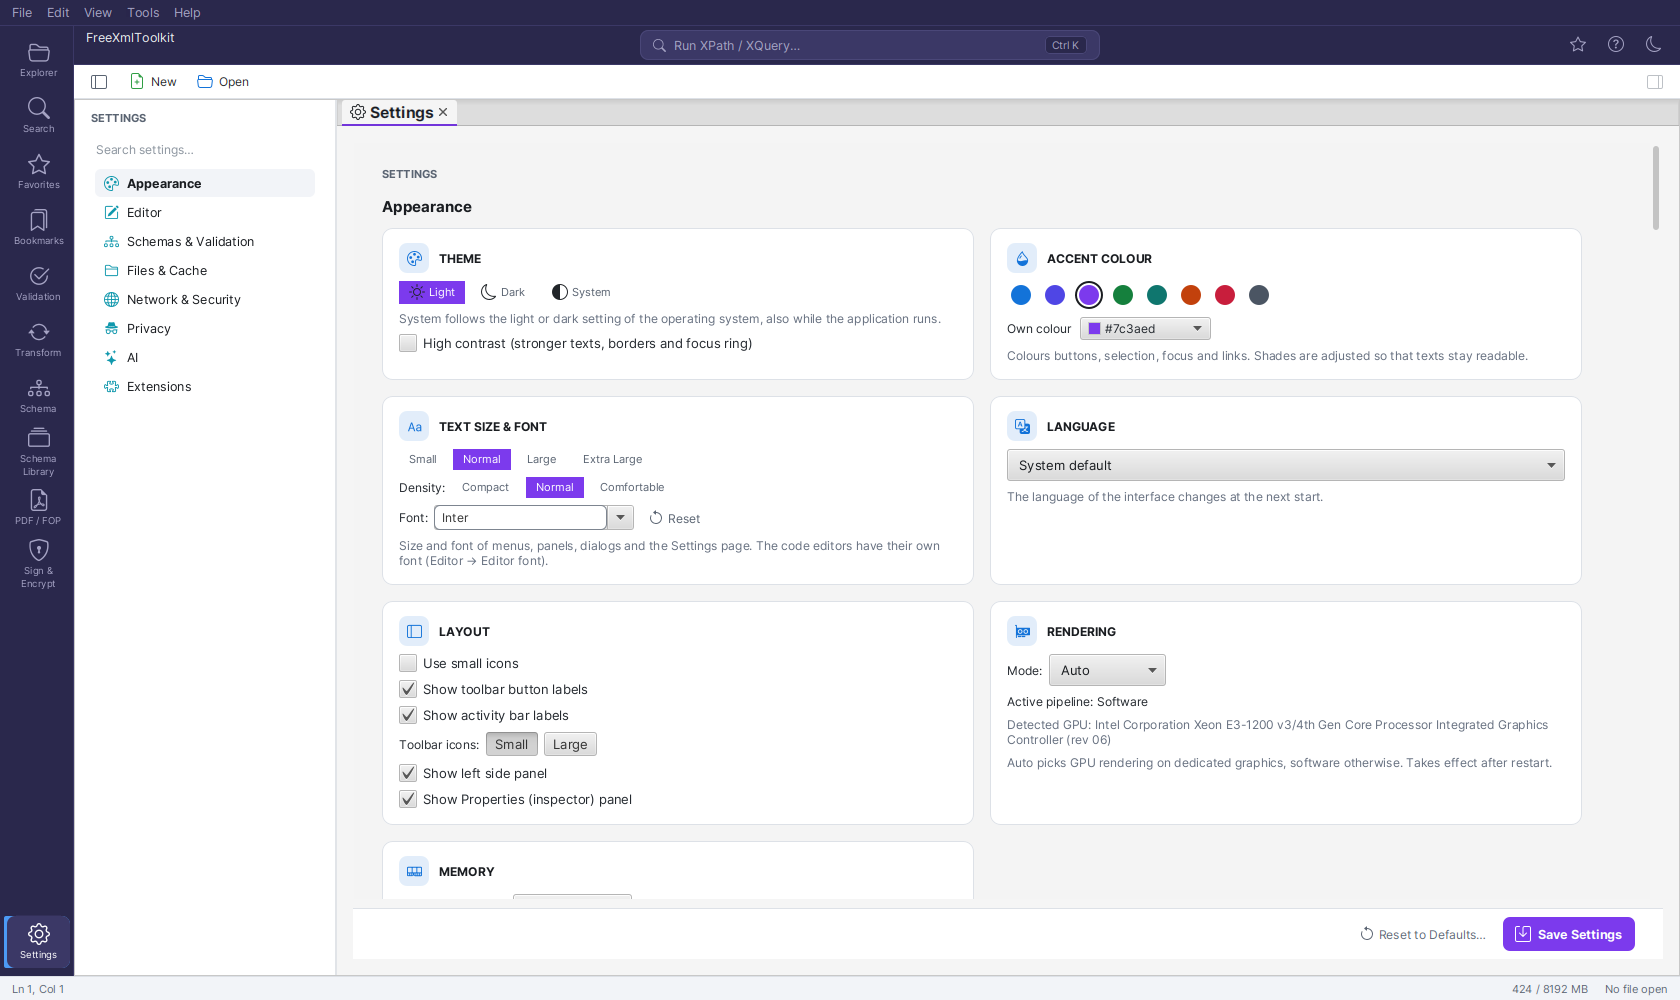 File Edit View Tools Help
FreeXmlToolkit
Run XPath / XQuery... Ctrl K
New Open
Explorer
Search
Favorites
Bookmarks
Validation
Transform
Schema
Schema
Library
PDF / FOP
Sign &
Encrypt
Settings
SETTINGS
Search settings...
Appearance
Editor
Schemas & Validation
Files & Cache
Network & Security
Privacy
AI
Extensions
Settings
SETTINGS
Appearance
THEME
Light Dark System
System follows the light or dark setting of the operating system, also while the application runs.
High contrast (stronger texts, borders and focus ring)
ACCENT COLOUR
Own colour #7c3aed
Colours buttons, selection, focus and links. Shades are adjusted so that texts stay readable.
Aa TEXT SIZE & FONT
Small Normal Large Extra Large
Density: Compact Normal Comfortable
Font: Inter Reset
Size and font of menus, panels, dialogs and the Settings page. The code editors have their own
font (Editor → Editor font).
LANGUAGE
System default
The language of the interface changes at the next start.
LAYOUT
Use small icons
Show toolbar button labels
Show activity bar labels
Toolbar icons: Small Large
Show left side panel
Show Properties (inspector) panel
RENDERING
Mode: Auto
Active pipeline: Software
Detected GPU: Intel Corporation Xeon E3-1200 v3/4th Gen Core Processor Integrated Graphics
Controller (rev 06)
Auto picks GPU rendering on dedicated graphics, software otherwise. Takes effect after restart.
MEMORY
Reset to Defaults... Save Settings
Ln 1, Col 1 424 / 8192 MB No file open